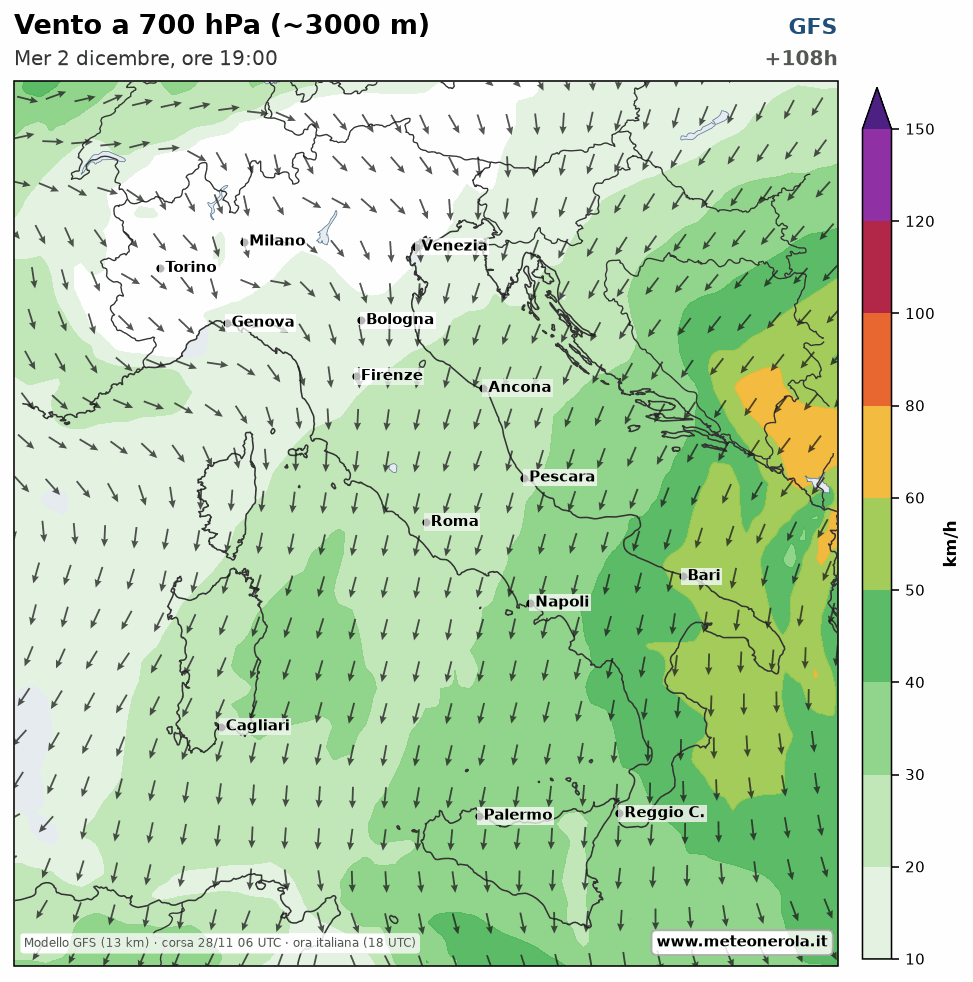 Vento a 700 hPa (~3000 m)
GFS
Mer 2 dicembre, ore 19:00
+108h
150
120
100
80
60
50
40
30
20
10
km/h
Milano
Venezia
Torino
Genova
Bologna
Firenze
Ancona
Pescara
Roma
Bari
Napoli
Cagliari
Palermo
Reggio C.
Modello GFS (13 km) · corsa 28/11 06 UTC · ora italiana (18 UTC)
www.meteonerola.it